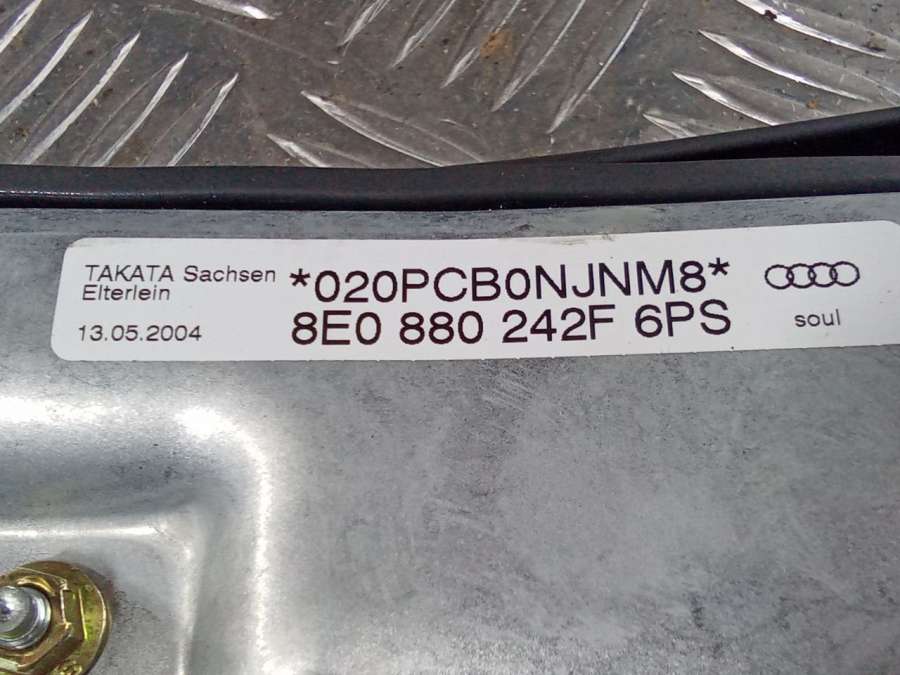 TAKATA Sachsen
Elterlein
13.05.2004
*020PCB0NJNM8*
8E0 880 242F 6PS
soul